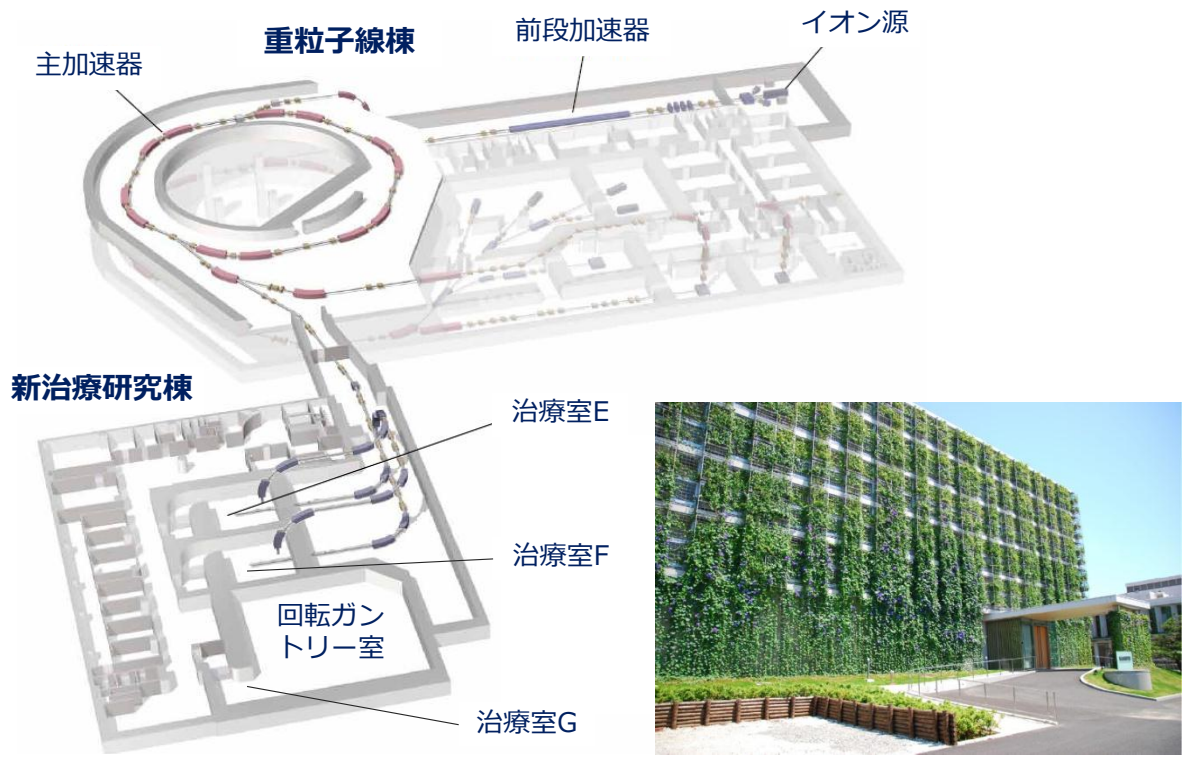 重粒子線棟
前段加速器
イオン源
主加速器
新治療研究棟
治療室E
治療室F
回転ガン
トリー室
治療室G